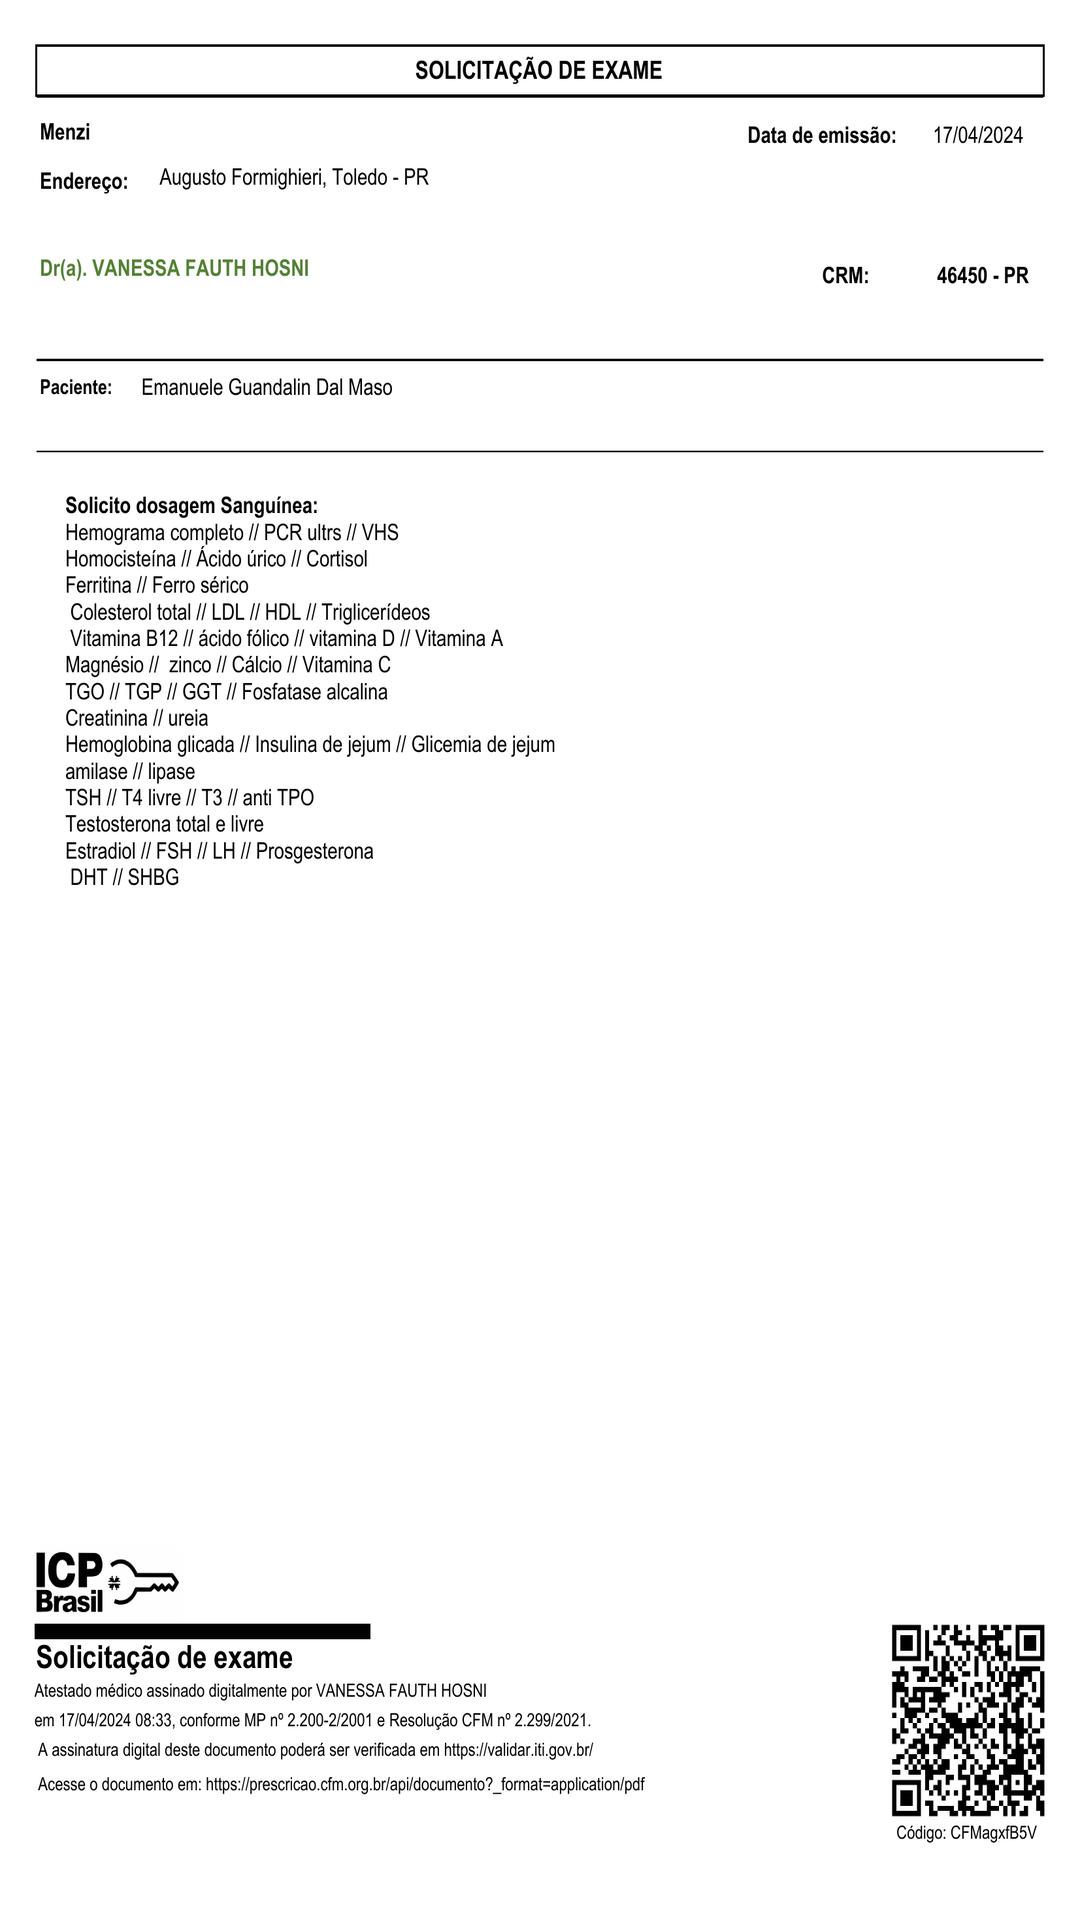 SOLICITAÇÃO DE EXAME
Menzi
Data de emissão: 17/04/2024
Endereço: Augusto Formighieri, Toledo - PR
Dr(a). VANESSA FAUTH HOSNI
CRM: 46450 - PR
Paciente: Emanuele Guandalin Dal Maso
Solicito dosagem Sanguínea:
Hemograma completo // PCR ultrs // VHS
Homocisteína // Ácido úrico // Cortisol
Ferritina // Ferro sérico
Colesterol total // LDL // HDL // Triglicerídeos
Vitamina B12 // ácido fólico // vitamina D // Vitamina A
Magnésio // zinco // Cálcio // Vitamina C
TGO // TGP // GGT // Fosfatase alcalina
Creatinina // ureia
Hemoglobina glicada // Insulina de jejum // Glicemia de jejum
amilase // lipase
TSH // T4 livre // T3 // anti TPO
Testosterona total e livre
Estradiol // FSH // LH // Prosgesterona
DHT // SHBG
ICP
Brasil
Solicitação de exame
Atestado médico assinado digitalmente por VANESSA FAUTH HOSNI
em 17/04/2024 08:33, conforme MP nº 2.200-2/2001 e Resolução CFM nº 2.299/2021.
A assinatura digital deste documento poderá ser verificada em https://validar.iti.gov.br/
Acesse o documento em: https://prescricao.cfm.org.br/api/documento?_format=application/pdf
Código: CFMagxfB5V